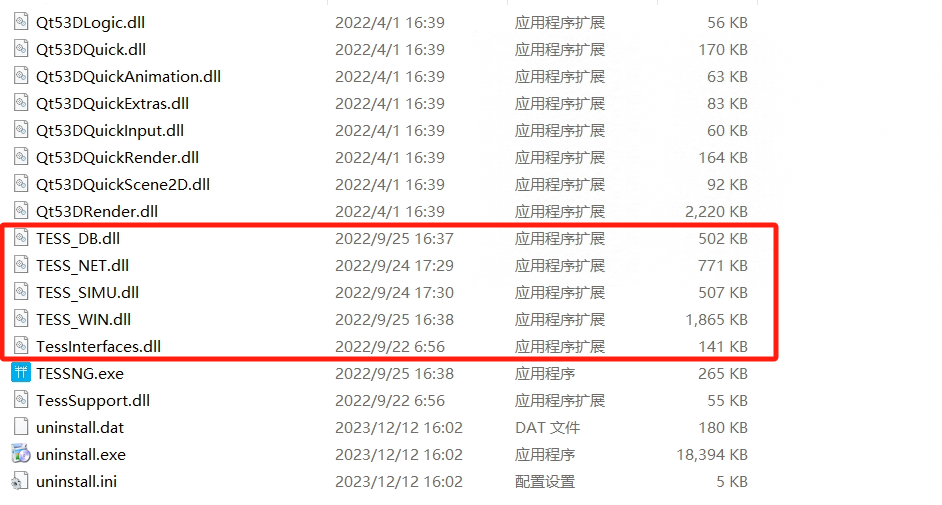 Qt53DLogic.dll 2022/4/1 16:39 应用程序扩展 56 KB
Qt53DQuick.dll 2022/4/1 16:39 应用程序扩展 170 KB
Qt53DQuickAnimation.dll 2022/4/1 16:39 应用程序扩展 63 KB
Qt53DQuickExtras.dll 2022/4/1 16:39 应用程序扩展 83 KB
Qt53DQuickInput.dll 2022/4/1 16:39 应用程序扩展 60 KB
Qt53DQuickRender.dll 2022/4/1 16:39 应用程序扩展 164 KB
Qt53DQuickScene2D.dll 2022/4/1 16:39 应用程序扩展 92 KB
Qt53DRender.dll 2022/4/1 16:39 应用程序扩展 2,220 KB
TESS_DB.dll 2022/9/25 16:37 应用程序扩展 502 KB
TESS_NET.dll 2022/9/24 17:29 应用程序扩展 771 KB
TESS_SIMU.dll 2022/9/24 17:30 应用程序扩展 507 KB
TESS_WIN.dll 2022/9/25 16:38 应用程序扩展 1,865 KB
TessInterfaces.dll 2022/9/22 6:56 应用程序扩展 141 KB
TESSNG.exe 2022/9/25 16:38 应用程序 265 KB
TessSupport.dll 2022/9/22 6:56 应用程序扩展 55 KB
uninstall.dat 2023/12/12 16:02 DAT 文件 180 KB
uninstall.exe 2023/12/12 16:02 应用程序 18,394 KB
uninstall.ini 2023/12/12 16:02 配置设置 5 KB